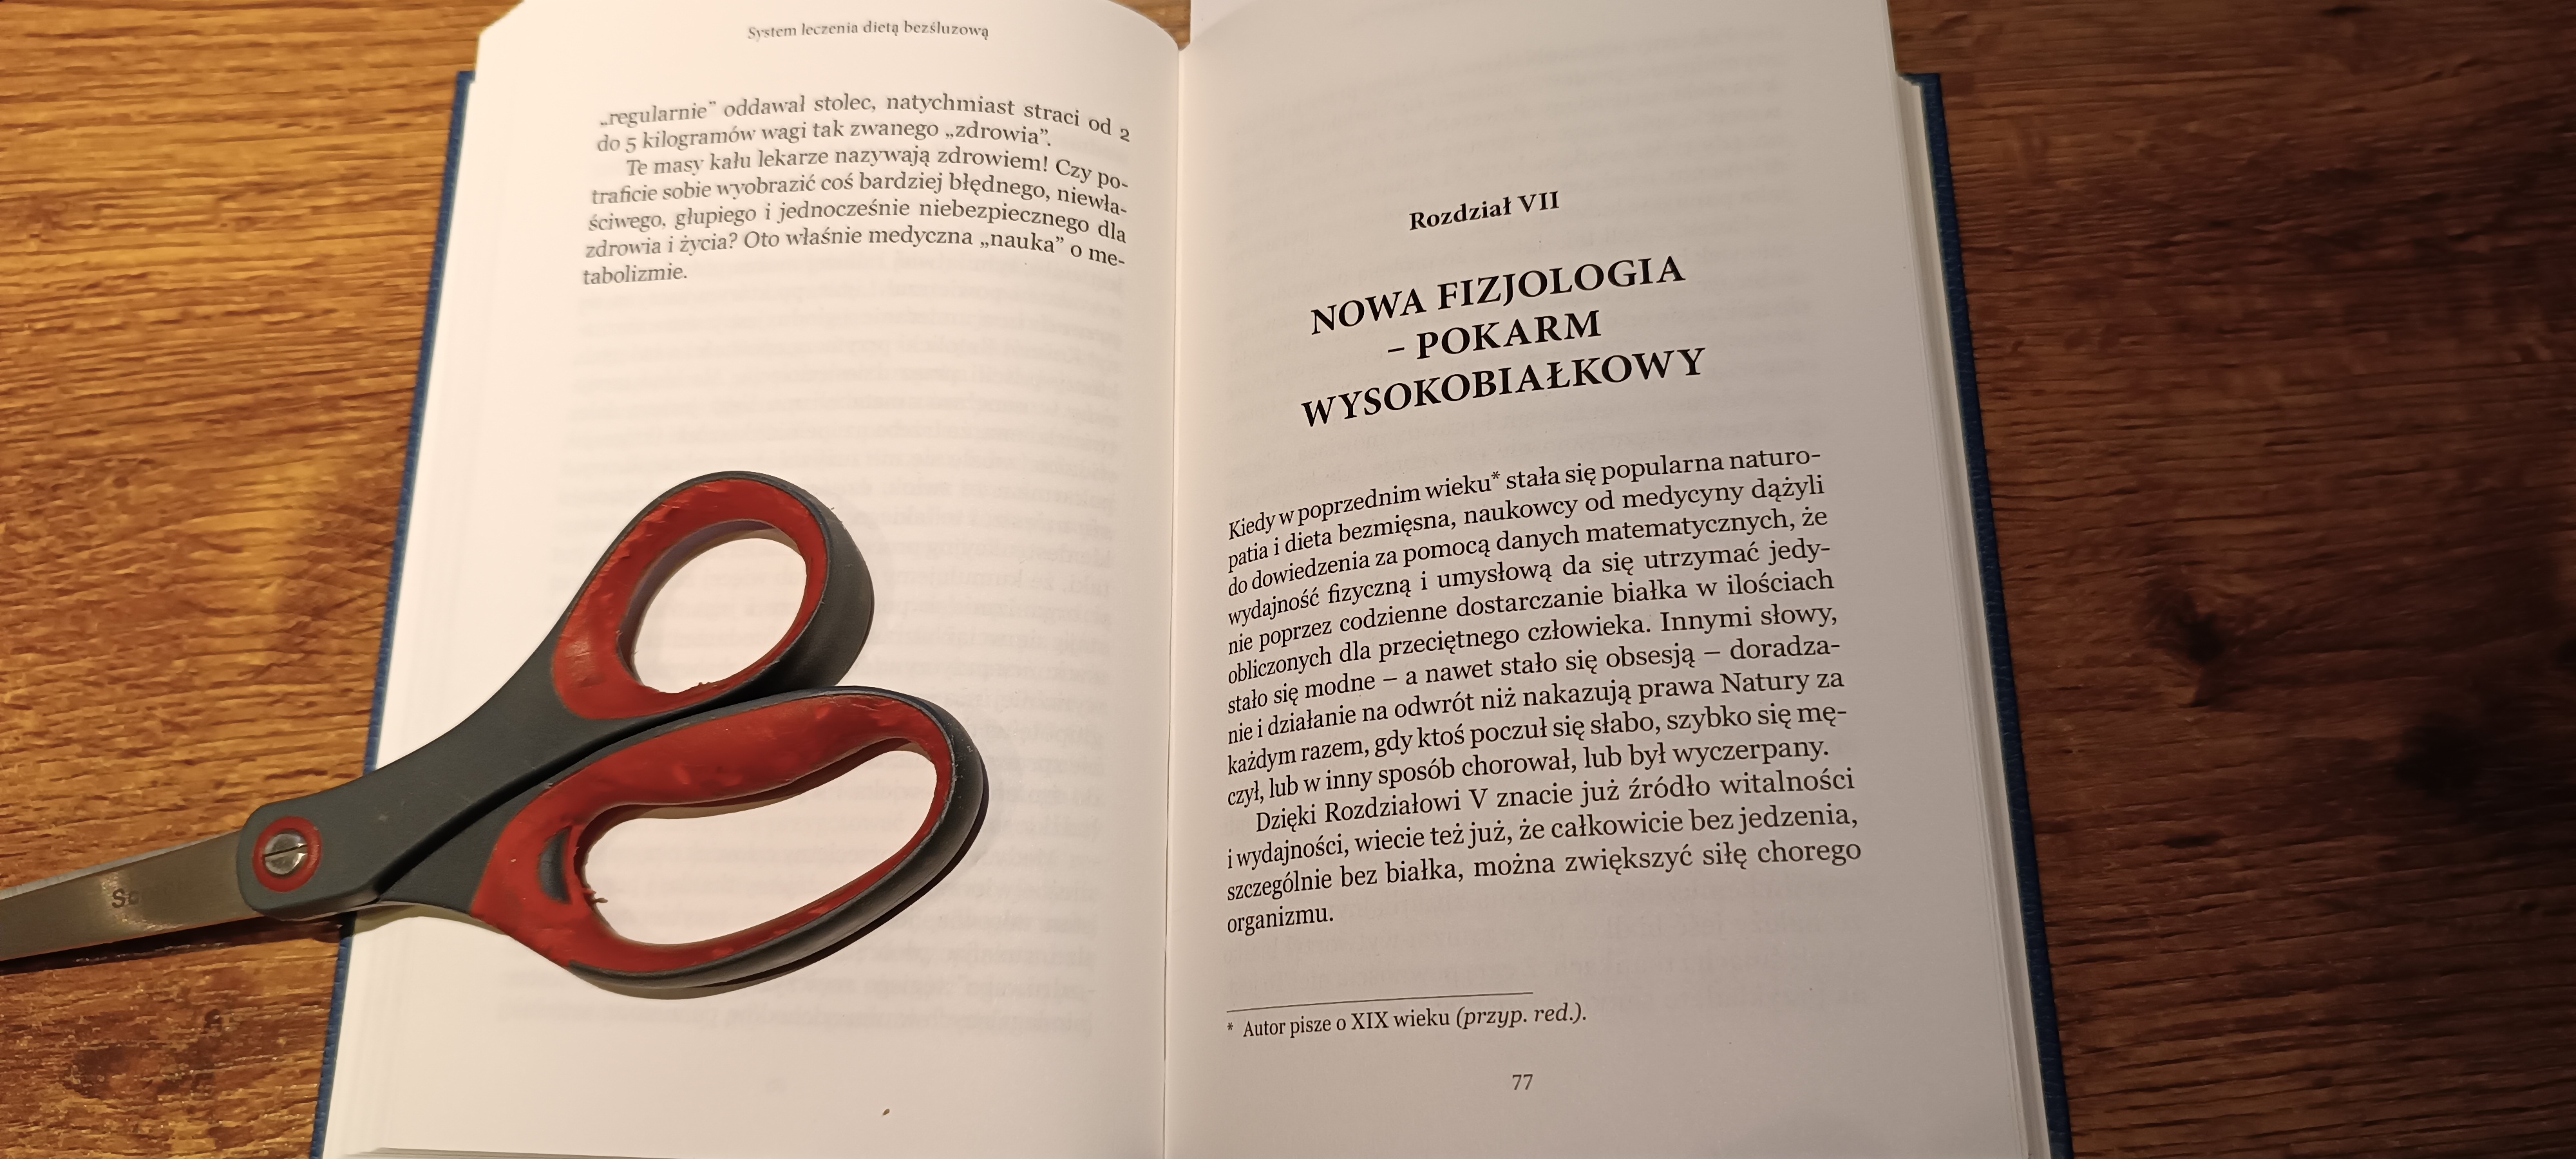 System leczenia dietą bezśluzową
„regularnie” oddawał stolec, natychmiast straci od 2
do 5 kilogramów wagi tak zwanego „zdrowia”.
Te masy kału lekarze nazywają zdrowiem! Czy po-
traficie sobie wyobrazić coś bardziej błędnego, niewła-
ściwego, głupiego i jednocześnie niebezpiecznego dla
zdrowia i życia? Oto właśnie medyczna „nauka” o me-
tabolizmie.
Rozdział VII
NOWA FIZJOLOGIA
– POKARM
WYSOKOBIAŁKOWY
Kiedy w poprzednim wieku* stała się popularna naturo-
patia i dieta bezmięsna, naukowcy od medycyny dążyli
do dowiedzenia za pomocą danych matematycznych, że
wydajność fizyczną i umysłową da się utrzymać jedy-
nie poprzez codzienne dostarczanie białka w ilościach
obliczonych dla przeciętnego człowieka. Innymi słowy,
stało się modne – a nawet stało się obsesją – doradza-
nie i działanie na odwrót niż nakazują prawa Natury za
każdym razem, gdy ktoś poczuł się słabo, szybko się mę-
czył, lub w inny sposób chorował, lub był wyczerpany.
Dzięki Rozdziałowi V znacie już źródło witalności
i wydajności, wiecie też już, że całkowicie bez jedzenia,
szczególnie bez białka, można zwiększyć siłę chorego
organizmu.
* Autor pisze o XIX wieku (przyp. red.).
77